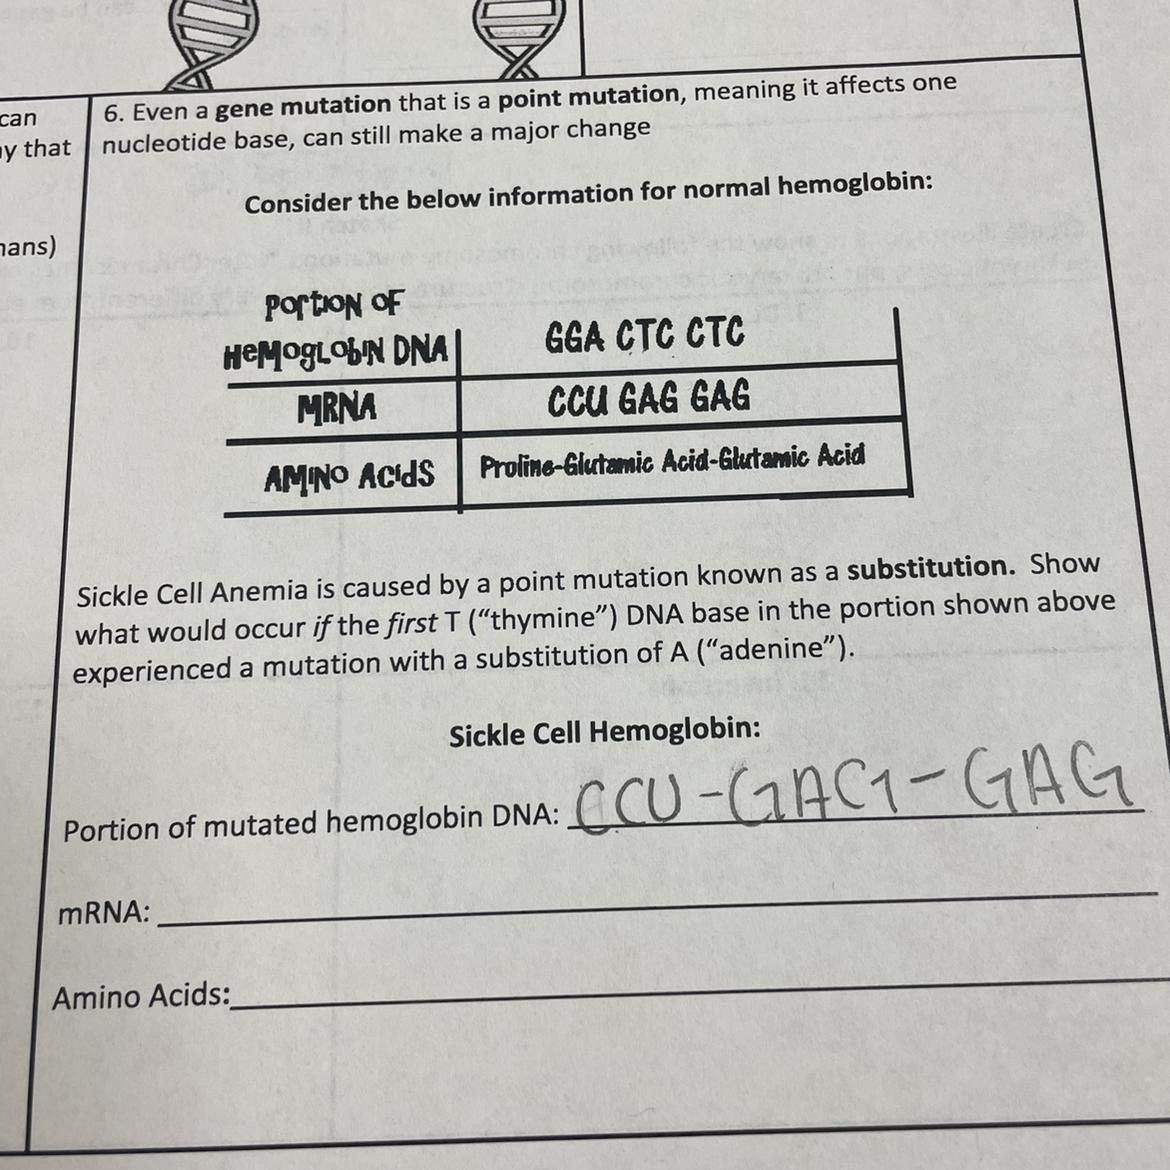 can
y that
mans)
6. Even a gene mutation that is a point mutation, meaning it affects one
nucleotide base, can still make a major change
Consider the below information for normal hemoglobin:
PORTION OF
HEMOGLOBIN DNA
GGA CTC CTC
MRNA
CCU GAG GAG
AMINO ACIDS
Proline-Glutamic Acid-Glutamic Acid
Sickle Cell Anemia is caused by a point mutation known as a substitution. Show
what would occur if the first T ("thymine") DNA base in the portion shown above
experienced a mutation with a substitution of A ("adenine").
Sickle Cell Hemoglobin:
Portion of mutated hemoglobin DNA: CCU-GAG-GAG
mRNA:
Amino Acids: